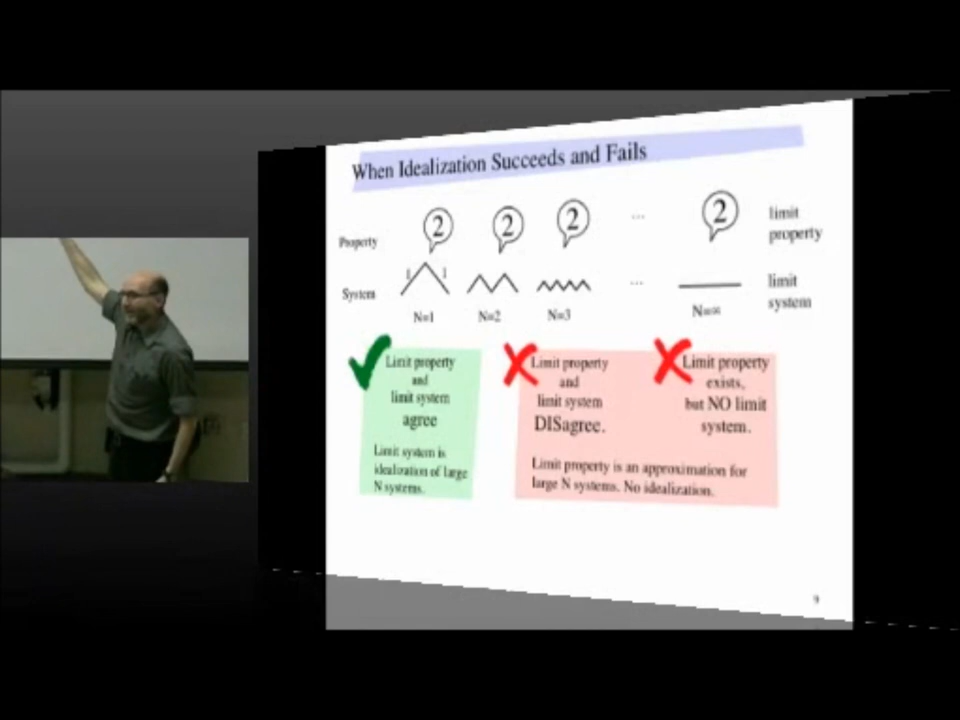 When Idealization Succeeds and Fails
Property 2 2 2 ... 2 limit property
System 1 1 ... limit system
N=1 N=2 N=3 N=∞
Limit property
and
limit system
agree
Limit system is
idealization of large
N systems.
Limit property
and
limit system
DISagree.
Limit property
exists,
but NO limit
system.
Limit property is an approximation for
large N systems. No idealization.
9